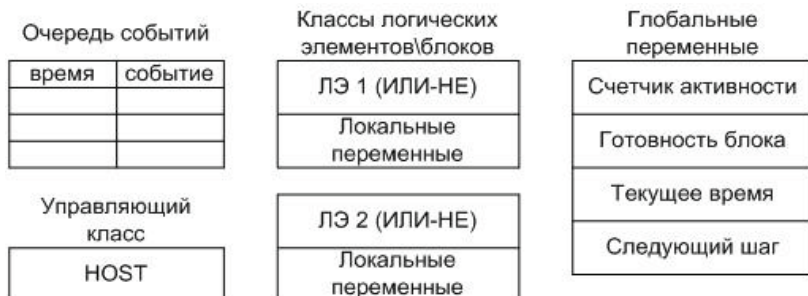 Очередь событий
время событие
Управляющий
класс
HOST
Классы логических
элементов\блоков
ЛЭ 1 (ИЛИ-НЕ)
Локальные
переменные
ЛЭ 2 (ИЛИ-НЕ)
Локальные
переменные
Глобальные
переменные
Счетчик активности
Готовность блока
Текущее время
Следующий шаг